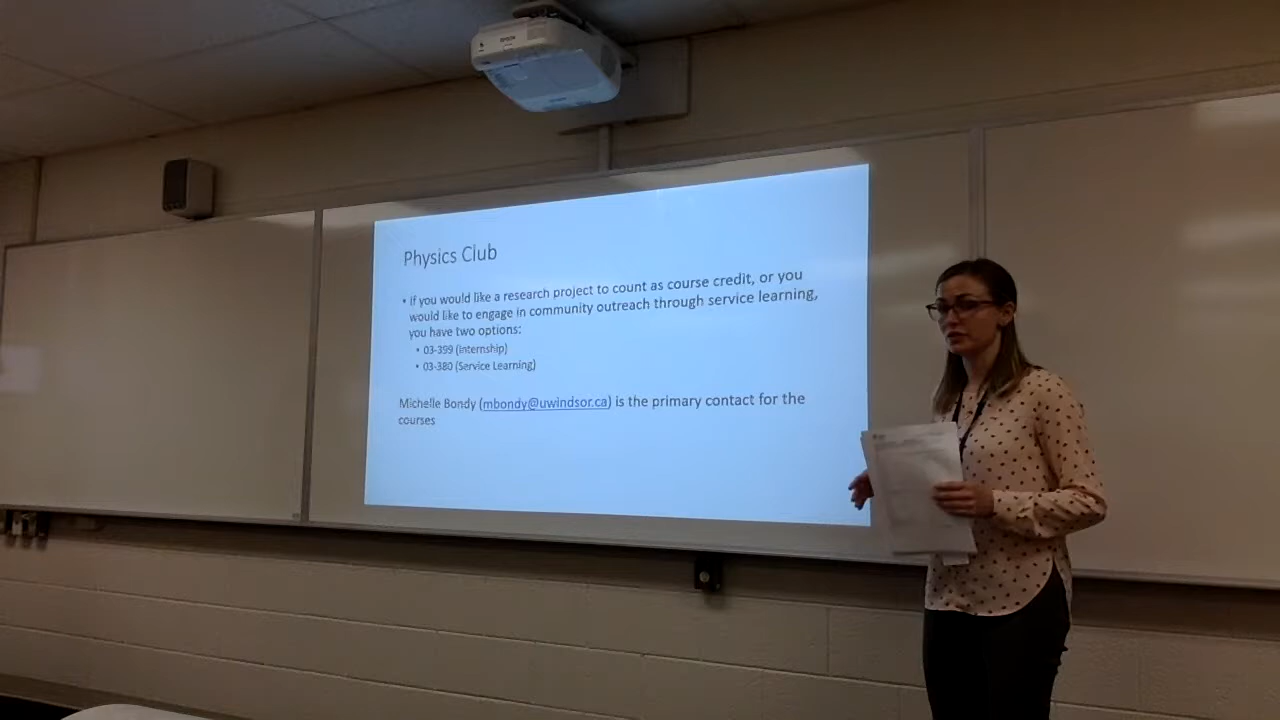 EPSON
Physics Club
• If you would like a research project to count as course credit, or you
would like to engage in community outreach through service learning,
you have two options:
• 03-399 (Internship)
• 03-380 (Service Learning)
Michelle Bondy (mbondy@uwindsor.ca) is the primary contact for the
courses